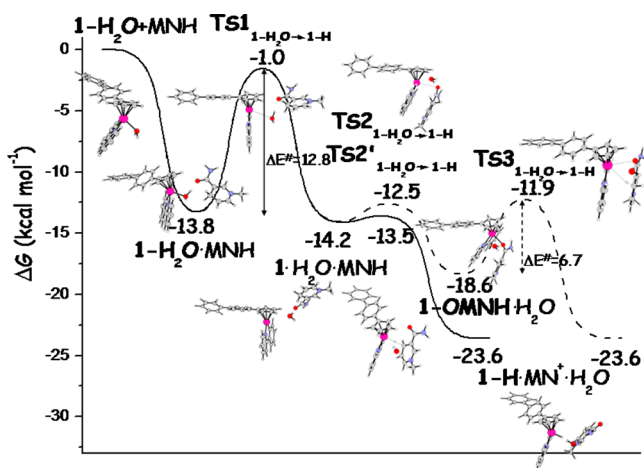 1-H₂O+MNH
TS1
1-H₂O→1-H
-1.0
TS2
1-H₂O→1-H
TS2'
1-H₂O→1-H
-12.5
TS3
1-H₂O→1-H
-11.9
ΔE#=12.8
-13.8
1-H₂O·MNH
-14.2
-13.5
1·H₂O·MNH
-18.6
1-OMNH·H₂O
ΔE#=6.7
-23.6
-23.6
1-H·MN⁺·H₂O
ΔG (kcal mol⁻¹)
0
-5
-10
-15
-20
-25
-30